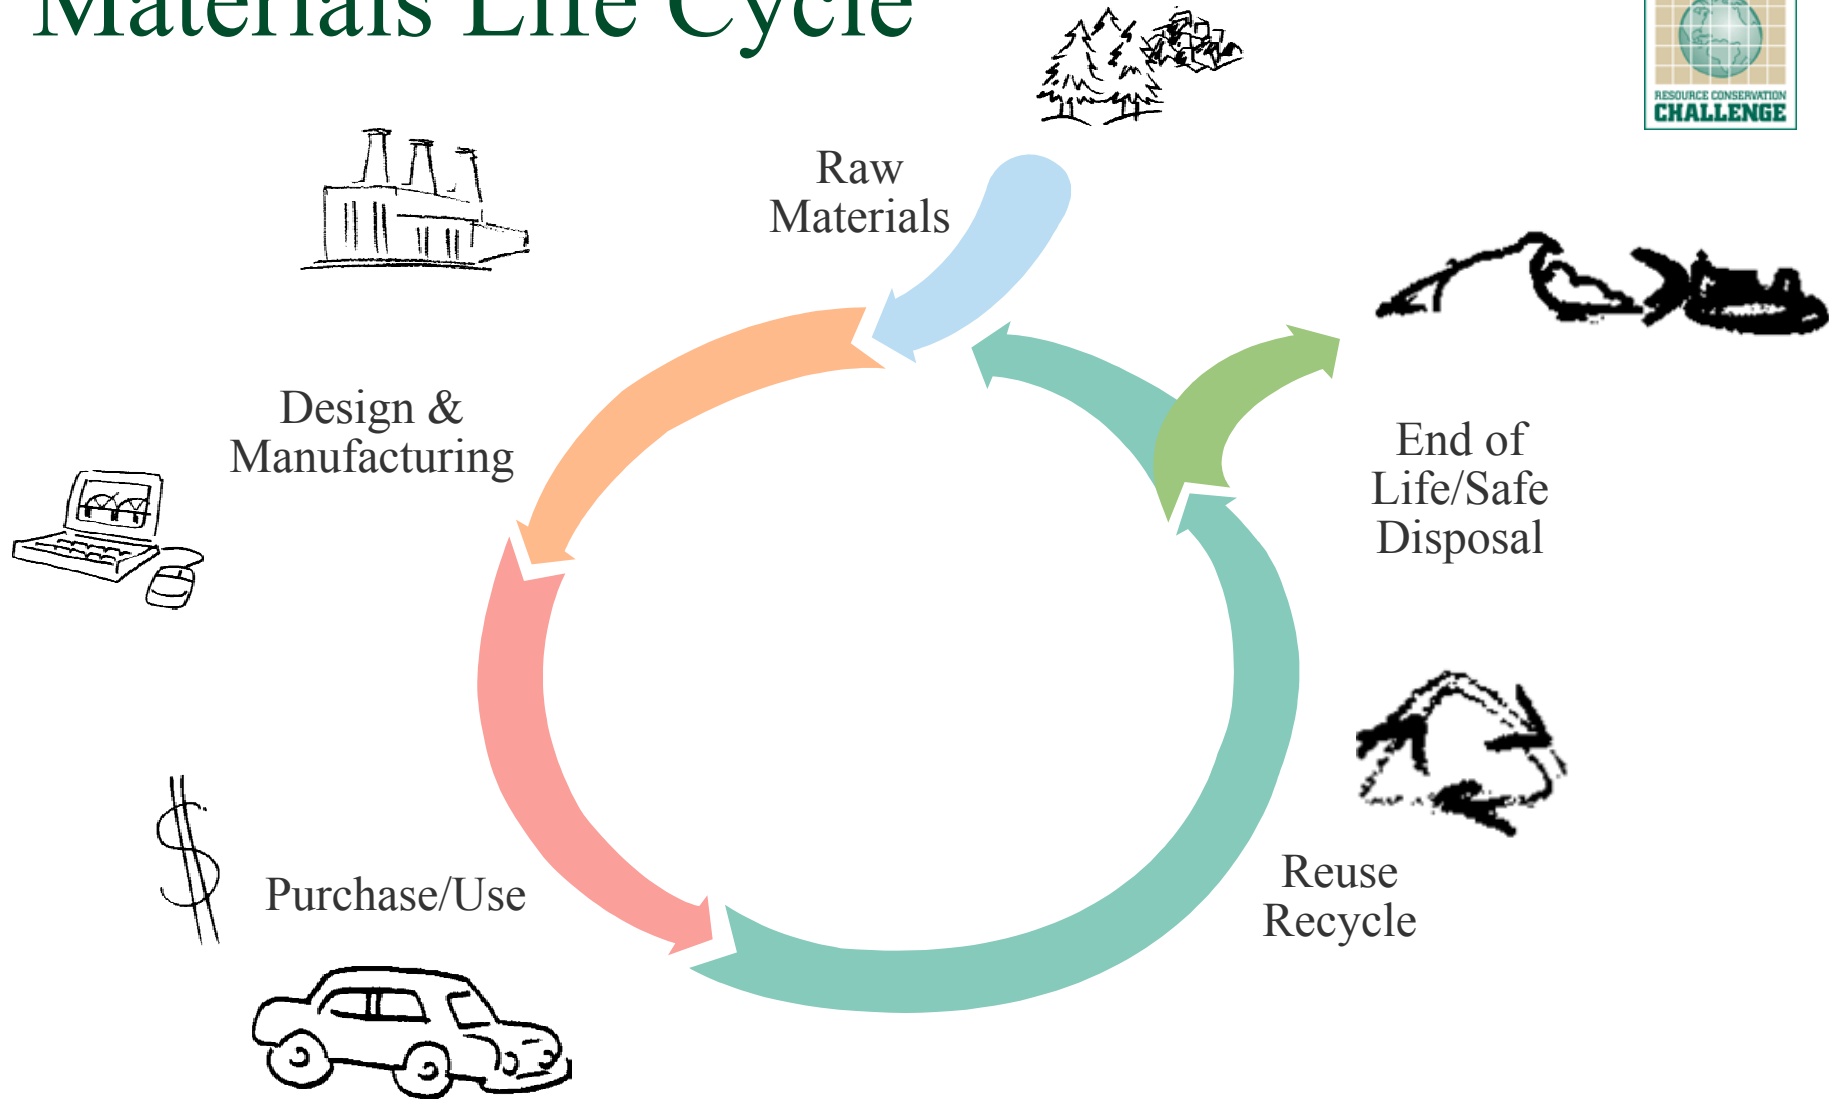 Materials Life Cycle
RESOURCE CONSERVATION
CHALLENGE
Raw
Materials
Design &
Manufacturing
End of
Life/Safe
Disposal
$
Purchase/Use
Reuse
Recycle